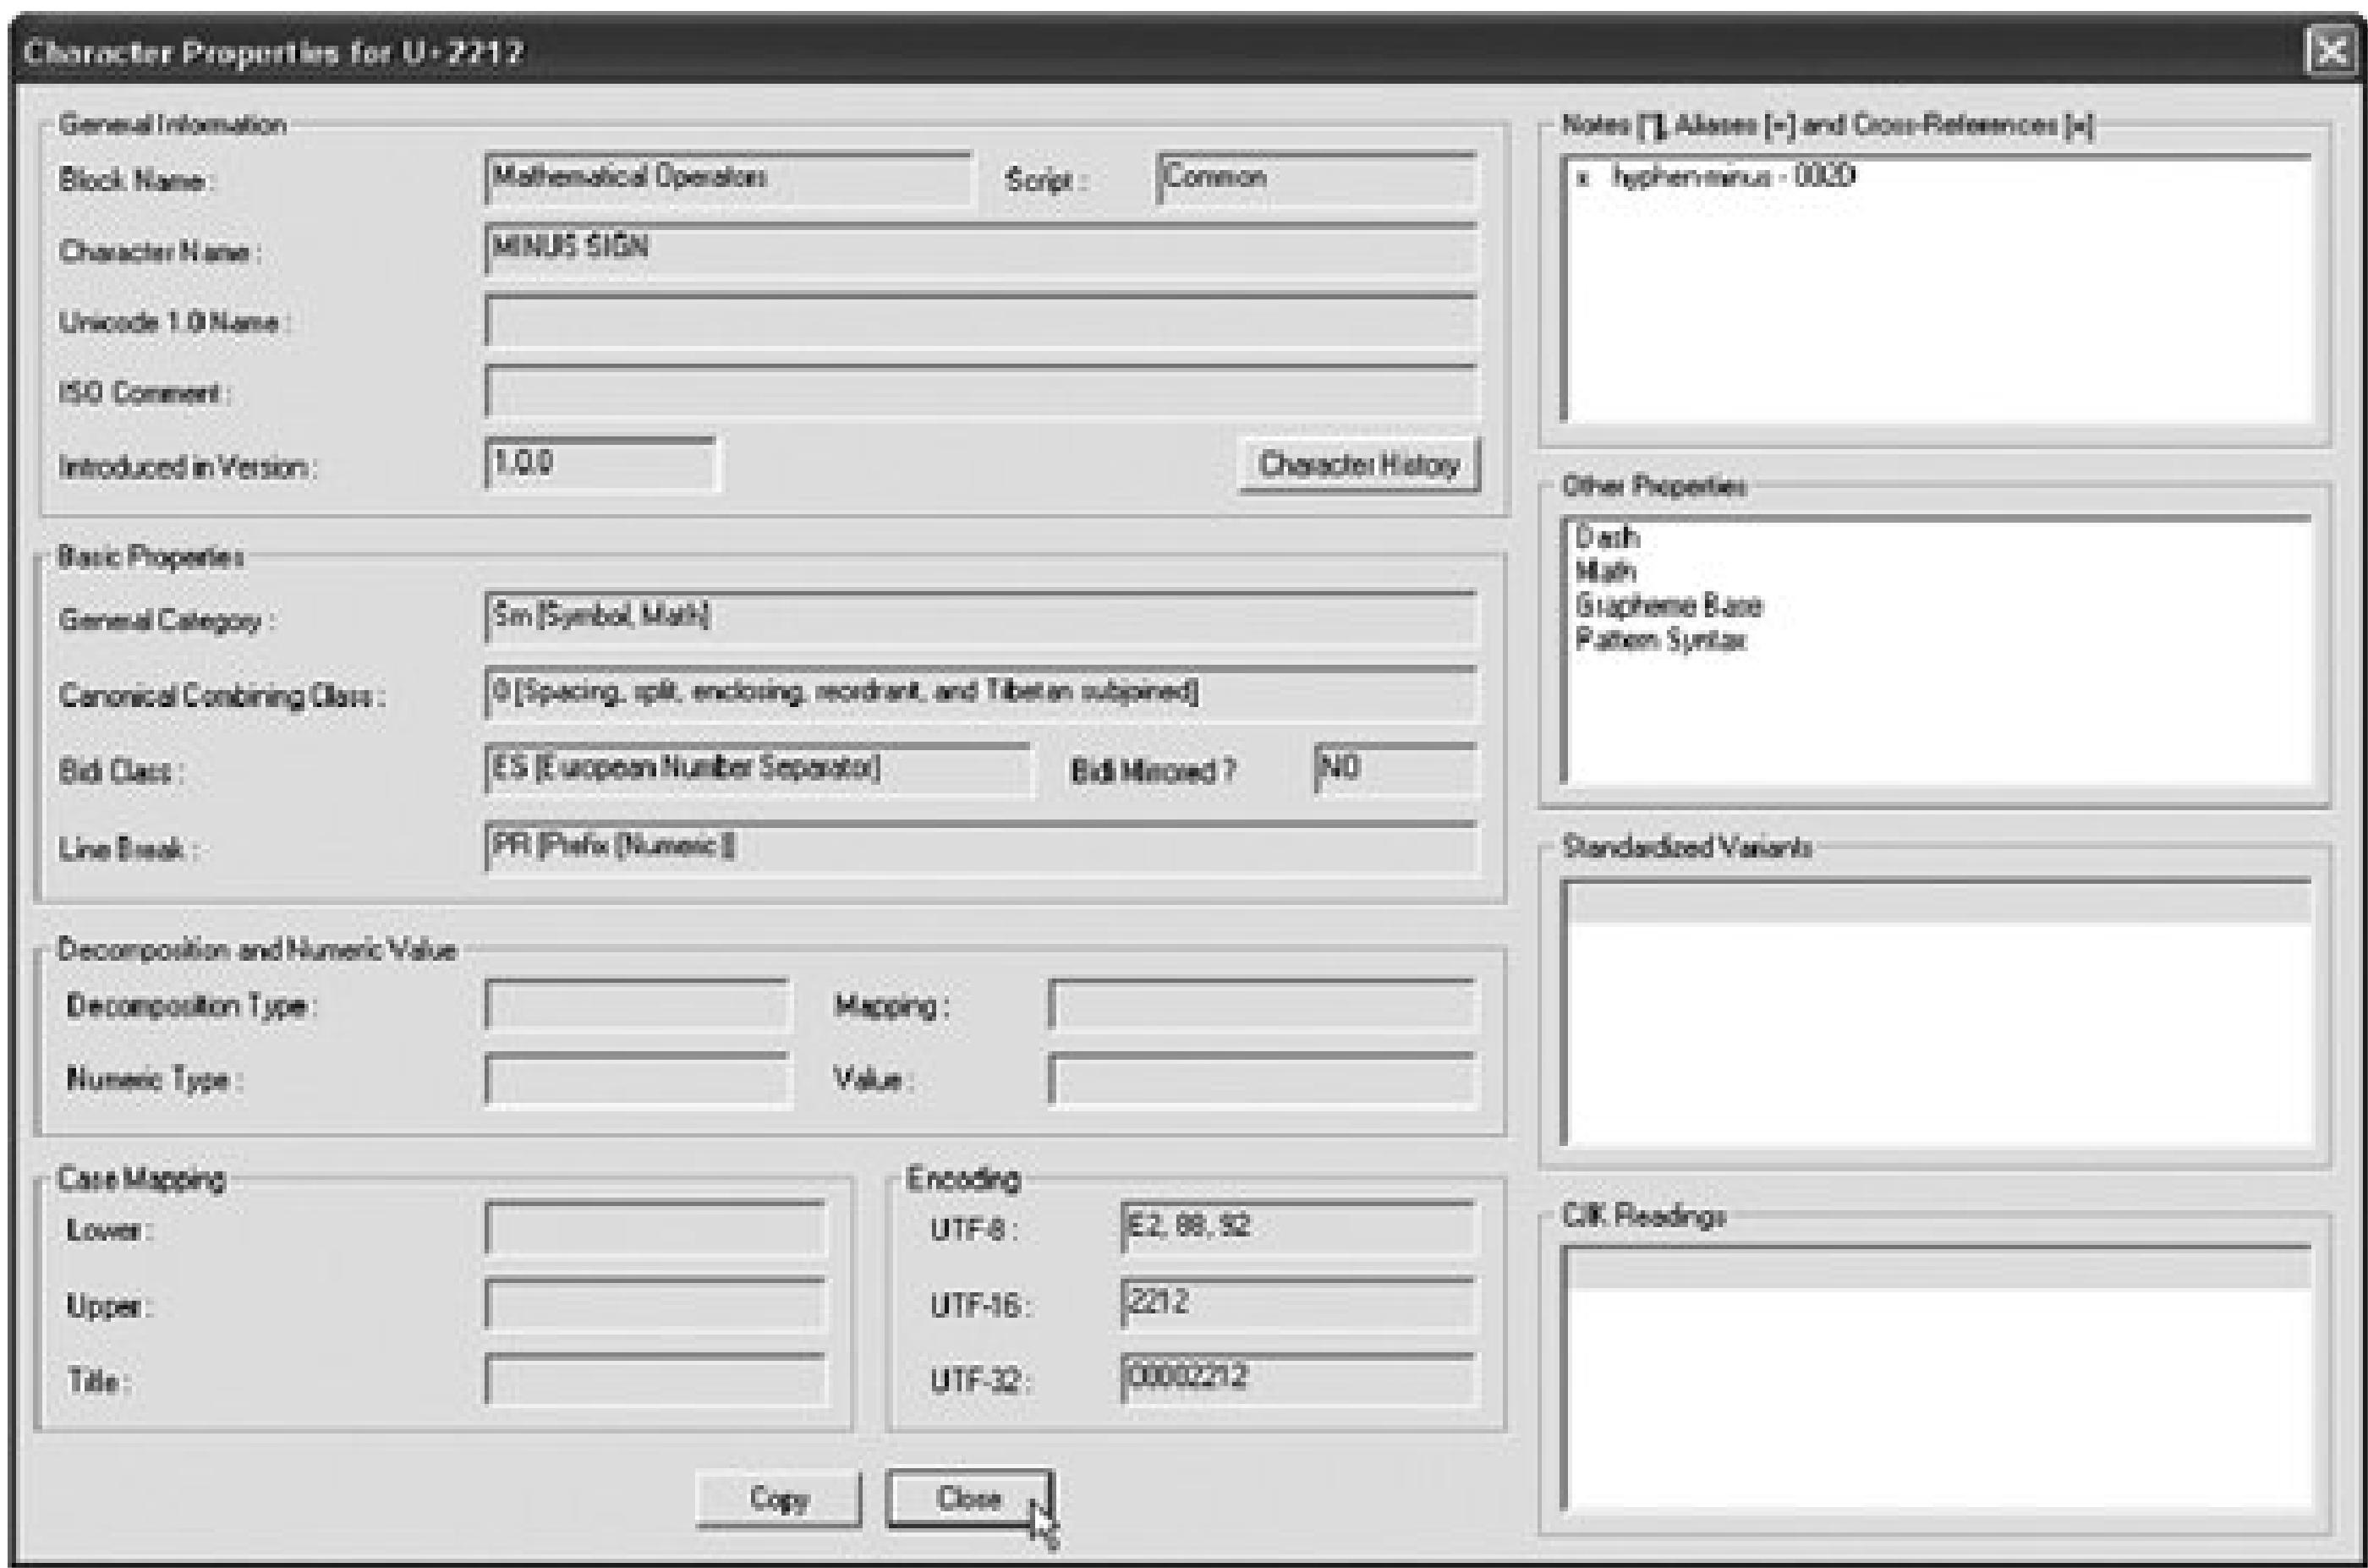 Character Properties for U+2212
General Information
Block Name : Mathematical Operators Script : Common
Character Name : MINUS SIGN
Unicode 1.0 Name :
ISO Comment :
Introduced in Version : 1.0.0 Character History
Basic Properties
General Category : Sm [Symbol, Math]
Canonical Combining Class : 0 [Spacing, split, enclosing, reordrant, and Tibetan subjoined]
Bidi Class : ES [European Number Separator] Bidi Mirrored ? NO
Line Break : PR [Prefix (Numeric)]
Decomposition and Numeric Value
Decomposition Type : Mapping :
Numeric Type : Value :
Case Mapping
Lower :
Upper :
Title :
Encoding
UTF-8 : E2, 88, 92
UTF-16 : 2212
UTF-32 : 00002212
Copy Close
Notes [*], Aliases [=] and Cross-References [x]
x hyphen-minus - 002D
Other Properties
Dash
Math
Grapheme Base
Pattern Syntax
Standardized Variants
CJK Readings